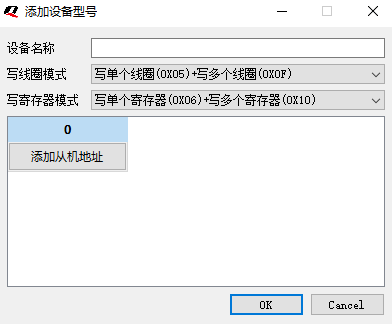 添加设备型号
设备名称
写线圈模式 写单个线圈(0X05)+写多个线圈(0X0F)
写寄存器模式 写单个寄存器(0X06)+写多个寄存器(0X10)
0
添加从机地址
OK Cancel